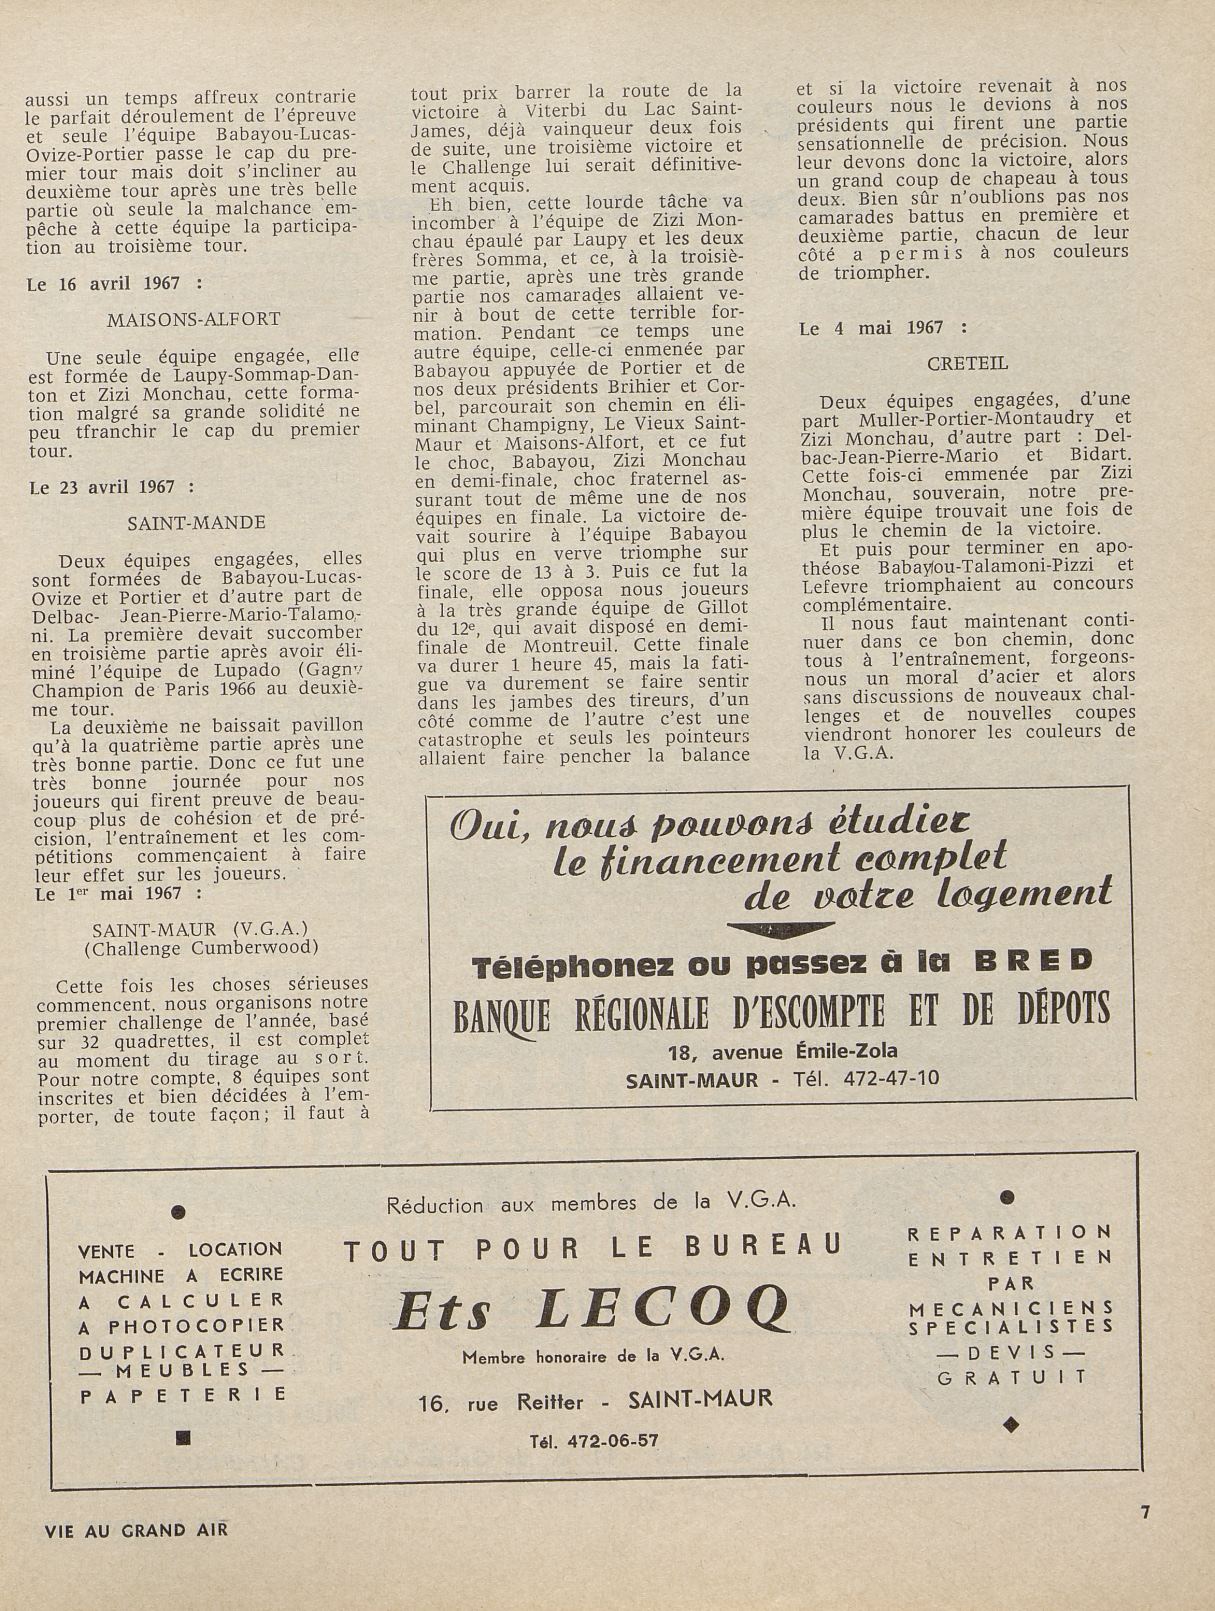 aussi un temps affreux contrarie
le parfait déroulement de l'épreuve
et seule l'équipe Babayou-Lucas-
Ovize-Portier passe le cap du pre-
mier tour mais doit s'incliner au
deuxième tour après une très belle
partie où seule la malchance em-
pêche à cette équipe la participa-
tion au troisième tour.
Le 16 avril 1967 :
MAISONS-ALFORT
Une seule équipe engagée, elle
est formée de Laupy-Sommap-Dan-
ton et Zizi Monchau, cette forma-
tion malgré sa grande solidité ne
peu tfranchir le cap du premier
tour.
Le 23 avril 1967 :
SAINT-MANDE
Deux équipes engagées, elles
sont formées de Babayou-Lucas-
Ovize et Portier et d'autre part de
Delbac- Jean-Pierre-Mario-Talamo-
ni. La première devait succomber
en troisième partie après avoir éli-
miné l'équipe de Lupado (Gagny
Champion de Paris 1966 au deuxiè-
me tour.
La deuxième ne baissait pavillon
qu'à la quatrième partie après une
très bonne partie. Donc ce fut une
très bonne journée pour nos
joueurs qui firent preuve de beau-
coup plus de cohésion et de pré-
cision, l'entraînement et les com-
pétitions commençaient à faire
leur effet sur les joueurs.
Le 1er mai 1967 :
SAINT-MAUR (V.G.A.)
(Challenge Cumberwood)
Cette fois les choses sérieuses
commencent, nous organisons notre
premier challenge de l'année, basé
sur 32 quadrettes, il est complet
au moment du tirage au sort.
Pour notre compte, 8 équipes sont
inscrites et bien décidées à l'em-
porter, de toute façon; il faut à
tout prix barrer la route de la
victoire à Viterbi du Lac Saint-
James, déjà vainqueur deux fois
de suite, une troisième victoire et
le Challenge lui serait définitive-
ment acquis.
Eh bien, cette lourde tâche va
incomber à l'équipe de Zizi Mon-
chau épaulé par Laupy et les deux
frères Somma, et ce, à la troisiè-
me partie, après une très grande
partie nos camarades allaient ve-
nir à bout de cette terrible for-
mation. Pendant ce temps une
autre équipe, celle-ci enmenée par
Babayou appuyée de Portier et de
nos deux présidents Brihier et Cor-
bel, parcourait son chemin en éli-
minant Champigny, Le Vieux Saint-
Maur et Maisons-Alfort, et ce fut
le choc, Babayou, Zizi Monchau
en demi-finale, choc fraternel as-
surant tout de même une de nos
équipes en finale. La victoire de-
vait sourire à l'équipe Babayou
qui plus en verve triomphe sur
le score de 13 à 3. Puis ce fut la
finale, elle opposa nous joueurs
à la très grande équipe de Gillot
du 12e, qui avait disposé en demi-
finale de Montreuil. Cette finale
va durer 1 heure 45, mais la fati-
gue va durement se faire sentir
dans les jambes des tireurs, d'un
côté comme de l'autre c'est une
catastrophe et seuls les pointeurs
allaient faire pencher la balance
et si la victoire revenait à nos
couleurs nous le devions à nos
présidents qui firent une partie
sensationnelle de précision. Nous
leur devons donc la victoire, alors
un grand coup de chapeau à tous
deux. Bien sûr n'oublions pas nos
camarades battus en première et
deuxième partie, chacun de leur
côté a permis à nos couleurs
de triompher.
Le 4 mai 1967 :
CRETEIL
Deux équipes engagées, d'une
part Muller-Portier-Montaudry et
Zizi Monchau, d'autre part : Del-
bac-Jean-Pierre-Mario et Bidart.
Cette fois-ci emmenée par Zizi
Monchau, souverain, notre pre-
mière équipe trouvait une fois de
plus le chemin de la victoire.
Et puis pour terminer en apo-
théose Babayou-Talamoni-Pizzi et
Lefevre triomphaient au concours
complémentaire.
Il nous faut maintenant conti-
nuer dans ce bon chemin, donc
tous à l'entraînement, forgeons-
nous un moral d'acier et alors
sans discussions de nouveaux chal-
lenges et de nouvelles coupes
viendront honorer les couleurs de
la V.G.A.
Oui, nous pouvons étudier
le financement complet
de votre logement
Téléphonez ou passez à la BRED
BANQUE RÉGIONALE D'ESCOMPTE ET DE DÉPOTS
18, avenue Émile-Zola
SAINT-MAUR - Tél. 472-47-10
VENTE - LOCATION
MACHINE A ECRIRE
A CALCULER
A PHOTOCOPIER
DUPLICATEUR
— MEUBLES —
PAPETERIE
Réduction aux membres de la V.G.A.
TOUT POUR LE BUREAU
Ets LECOQ
Membre honoraire de la V.G.A.
16, rue Reitter - SAINT-MAUR
Tél. 472-06-57
REPARATION
ENTRETIEN
PAR
MECANICIENS
SPECIALISTES
— DEVIS —
GRATUIT
VIE AU GRAND AIR
7